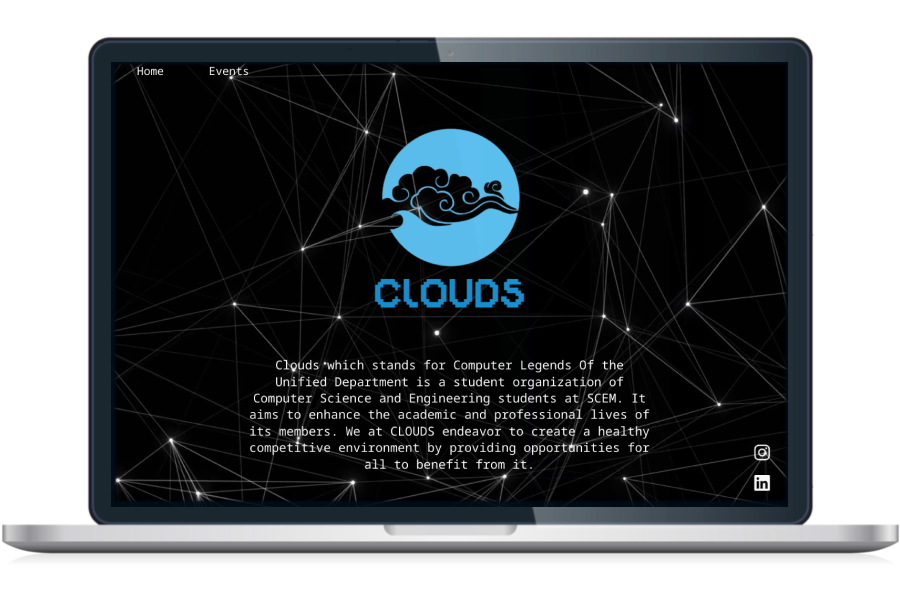 Home Events
CLOUDS
Clouds which stands for Computer Legends Of the
Unified Department is a student organization of
Computer Science and Engineering students at SCEM. It
aims to enhance the academic and professional lives of
its members. We at CLOUDS endeavor to create a healthy
competitive environment by providing opportunities for
all to benefit from it.
in